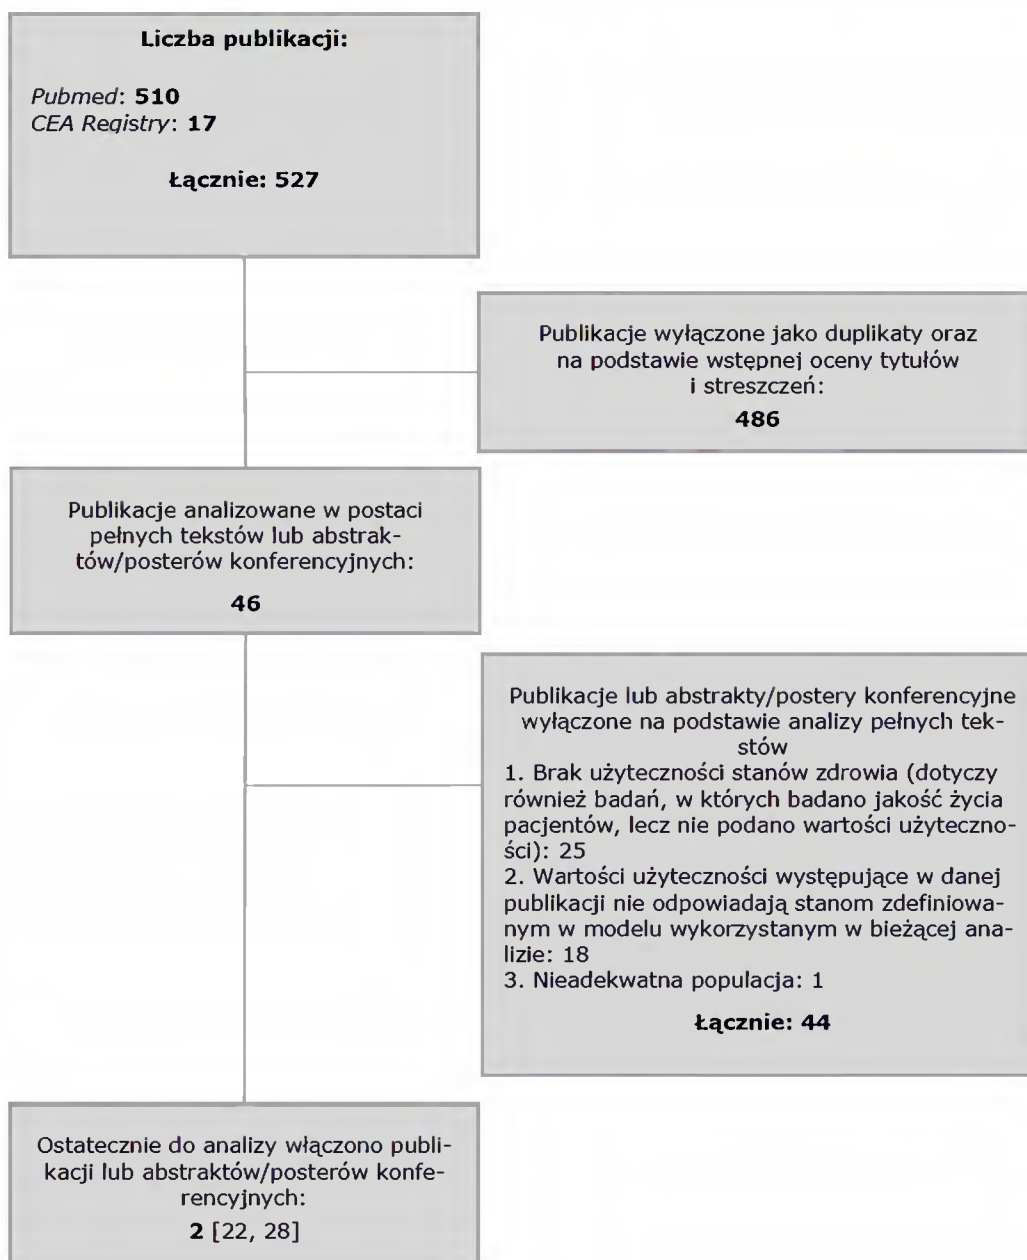 Liczba publikacji:
Pubmed: 510
CEA Registry: 17
Łącznie: 527
Publikacje wyłączone jako duplikaty oraz
na podstawie wstępnej oceny tytułów
i streszczeń:
486
Publikacje analizowane w postaci
pełnych tekstów lub abstrak-
tów/posterów konferencyjnych:
46
Publikacje lub abstrakty/postery konferencyjne
wyłączone na podstawie analizy pełnych tek-
stów
1. Brak użyteczności stanów zdrowia (dotyczy
również badań, w których badano jakość życia
pacjentów, lecz nie podano wartości użyteczno-
ści): 25
2. Wartości użyteczności występujące w danej
publikacji nie odpowiadają stanom zdefiniowa-
nym w modelu wykorzystanym w bieżącej ana-
lizie: 18
3. Nieadekwatna populacja: 1
Łącznie: 44
Ostatecznie do analizy włączono publi-
kacji lub abstraktów/posterów konfe-
rencyjnych:
2 [22, 28]